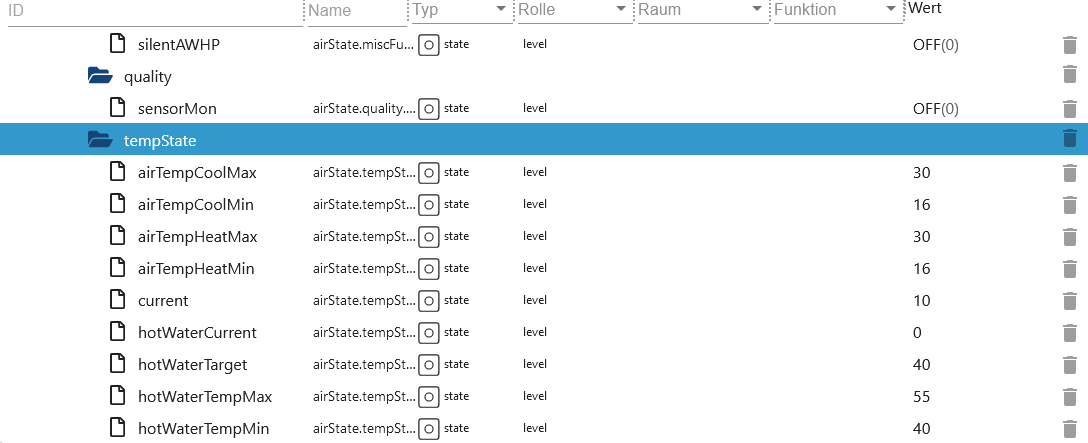 ID Name Typ Rolle Raum Funktion Wert
silentAWHP airState.miscFu... state level OFF(0)
quality
sensorMon airState.quality.... state level OFF(0)
tempState
airTempCoolMax airState.tempSt... state level 30
airTempCoolMin airState.tempSt... state level 16
airTempHeatMax airState.tempSt... state level 30
airTempHeatMin airState.tempSt... state level 16
current airState.tempSt... state level 10
hotWaterCurrent airState.tempSt... state level 0
hotWaterTarget airState.tempSt... state level 40
hotWaterTempMax airState.tempSt... state level 55
hotWaterTempMin airState.tempSt... state level 40